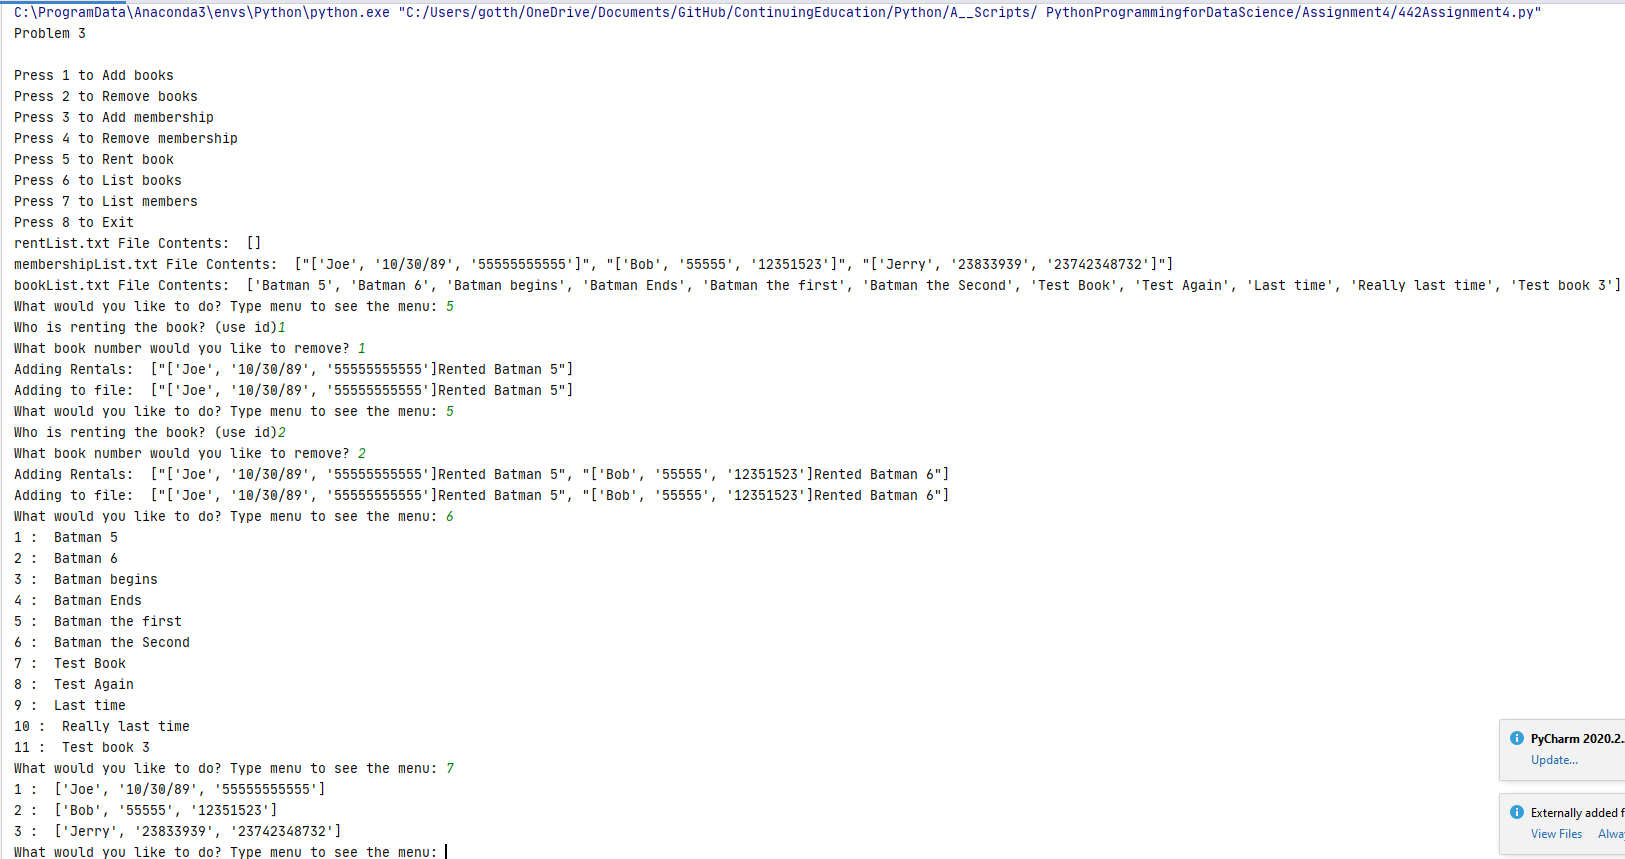 C:\ProgramData\Anaconda3\envs\Python\python.exe "C:/Users/gotth/OneDrive/Documents/GitHub/ContinuingEducation/Python/A__Scripts/ PythonProgrammingforDataScience/Assignment4/442Assignment4.py"
Problem 3
Press 1 to Add books
Press 2 to Remove books
Press 3 to Add membership
Press 4 to Remove membership
Press 5 to Rent book
Press 6 to List books
Press 7 to List members
Press 8 to Exit
rentList.txt File Contents:  []
membershipList.txt File Contents:  ["['Joe', '10/30/89', '55555555555']", "['Bob', '55555', '12351523']", "['Jerry', '23833939', '23742348732']"]
bookList.txt File Contents:  ['Batman 5', 'Batman 6', 'Batman begins', 'Batman Ends', 'Batman the first', 'Batman the Second', 'Test Book', 'Test Again', 'Last time', 'Really last time', 'Test book 3']
What would you like to do? Type menu to see the menu: 5
Who is renting the book? (use id)1
What book number would you like to remove? 1
Adding Rentals:  ["['Joe', '10/30/89', '55555555555']Rented Batman 5"]
Adding to file:  ["['Joe', '10/30/89', '55555555555']Rented Batman 5"]
What would you like to do? Type menu to see the menu: 5
Who is renting the book? (use id)2
What book number would you like to remove? 2
Adding Rentals:  ["['Joe', '10/30/89', '55555555555']Rented Batman 5", "['Bob', '55555', '12351523']Rented Batman 6"]
Adding to file:  ["['Joe', '10/30/89', '55555555555']Rented Batman 5", "['Bob', '55555', '12351523']Rented Batman 6"]
What would you like to do? Type menu to see the menu: 6
1 :  Batman 5
2 :  Batman 6
3 :  Batman begins
4 :  Batman Ends
5 :  Batman the first
6 :  Batman the Second
7 :  Test Book
8 :  Test Again
9 :  Last time
10 :  Really last time
11 :  Test book 3
What would you like to do? Type menu to see the menu: 7
1 :  ['Joe', '10/30/89', '55555555555']
2 :  ['Bob', '55555', '12351523']
3 :  ['Jerry', '23833939', '23742348732']
What would you like to do? Type menu to see the menu:
PyCharm 2020.2..
Update...
Externally added f
View Files Alwa